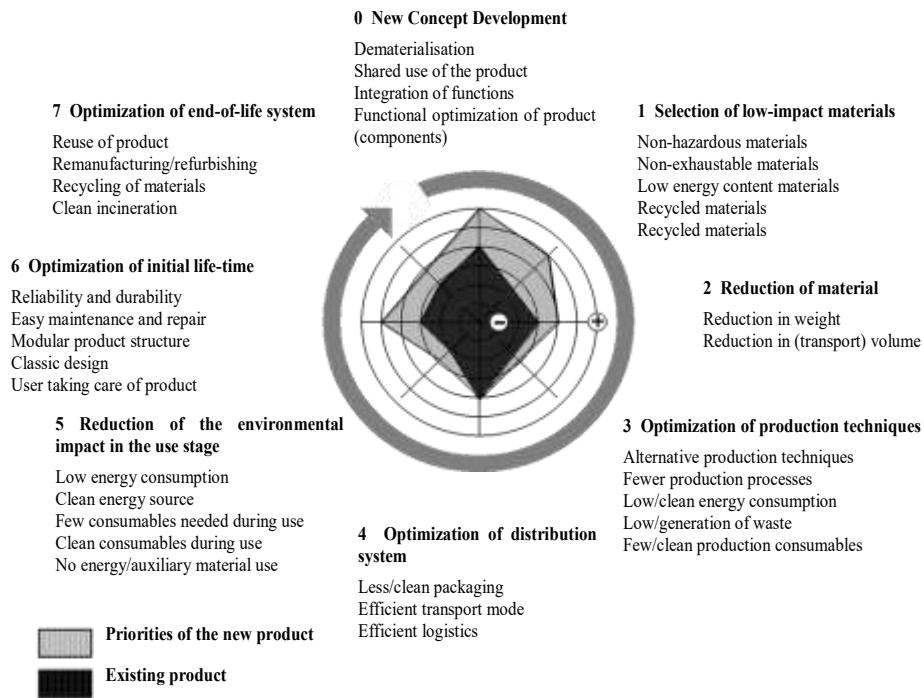 0 New Concept Development
Dematerialisation
Shared use of the product
Integration of functions
Functional optimization of product
(components)
7 Optimization of end-of-life system
Reuse of product
Remanufacturing/refurbishing
Recycling of materials
Clean incineration
1 Selection of low-impact materials
Non-hazardous materials
Non-exhaustable materials
Low energy content materials
Recycled materials
Recycled materials
6 Optimization of initial life-time
Reliability and durability
Easy maintenance and repair
Modular product structure
Classic design
User taking care of product
-
+
2 Reduction of material
Reduction in weight
Reduction in (transport) volume
5 Reduction of the environmental
impact in the use stage
Low energy consumption
Clean energy source
Few consumables needed during use
Clean consumables during use
No energy/auxiliary material use
3 Optimization of production techniques
Alternative production techniques
Fewer production processes
Low/clean energy consumption
Low/generation of waste
Few/clean production consumables
4 Optimization of distribution
system
Less/clean packaging
Efficient transport mode
Efficient logistics
Priorities of the new product
Existing product